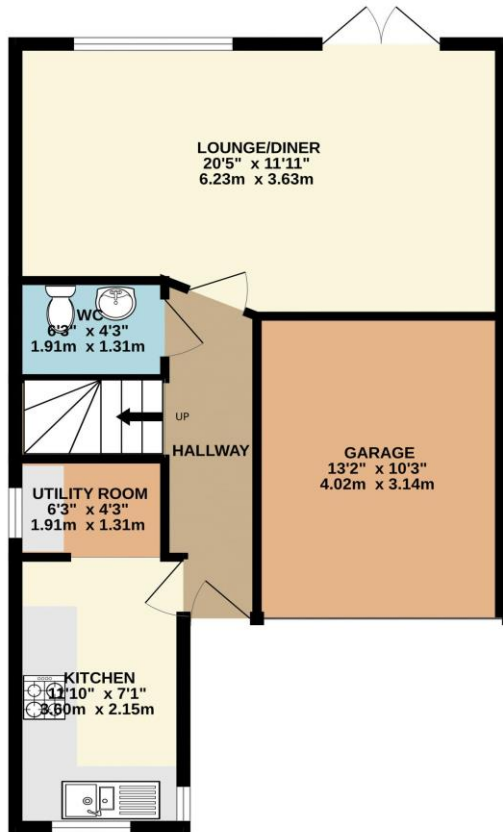 LOUNGE/DINER
20'5" x 11'11"
6.23m x 3.63m
WC
6'3" x 4'3"
1.91m x 1.31m
UP
HALLWAY
GARAGE
13'2" x 10'3"
4.02m x 3.14m
UTILITY ROOM
6'3" x 4'3"
1.91m x 1.31m
KITCHEN
11'10" x 7'1"
3.60m x 2.15m